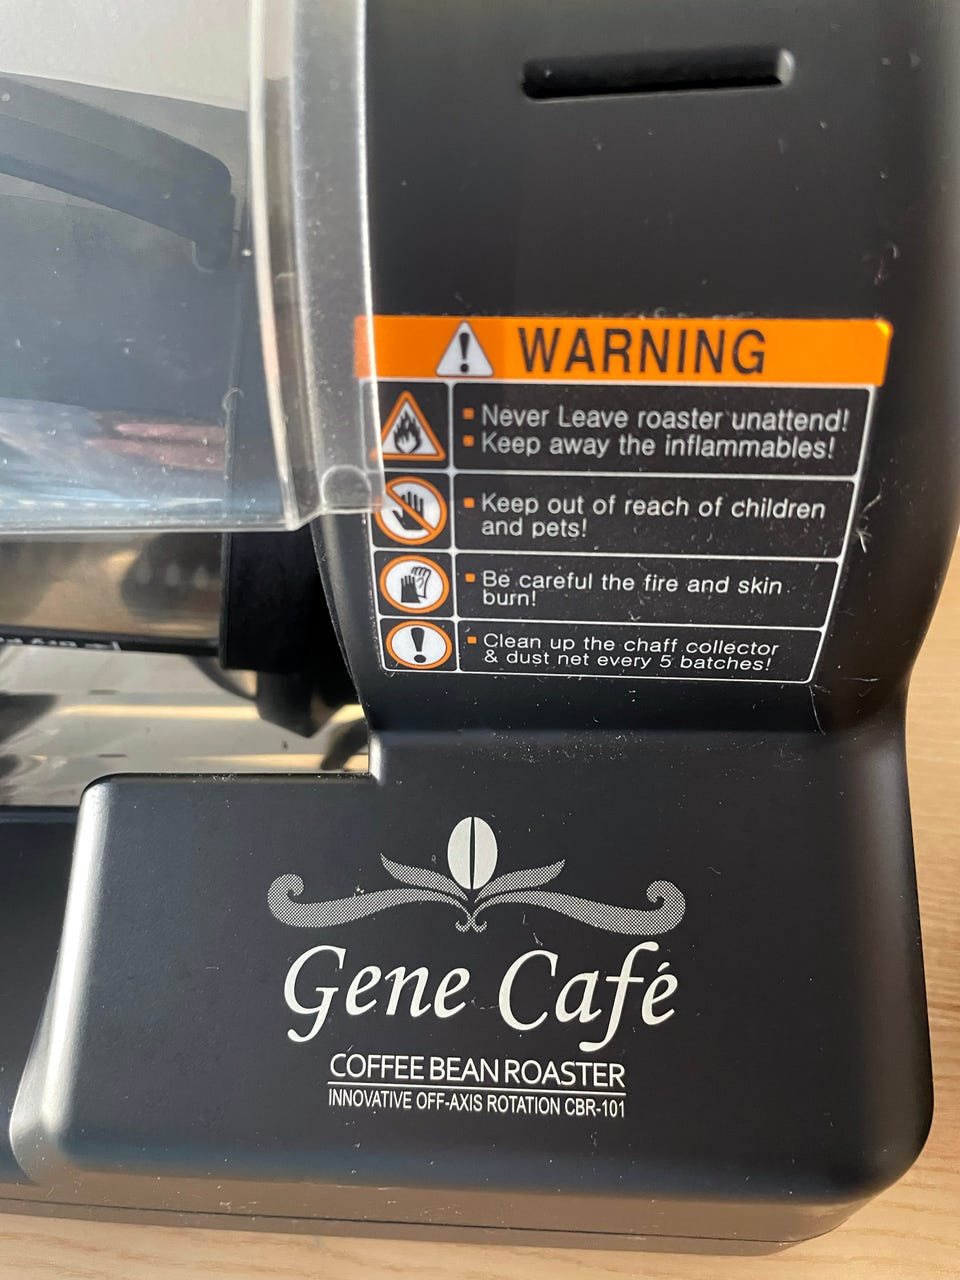 WARNING
Never Leave roaster unattend!
Keep away the inflammables!
Keep out of reach of children
and pets!
Be careful the fire and skin
burn!
Clean up the chaff collector
& dust net every 5 batches!
Gene Café
COFFEE BEAN ROASTER
INNOVATIVE OFF-AXIS ROTATION CBR-101